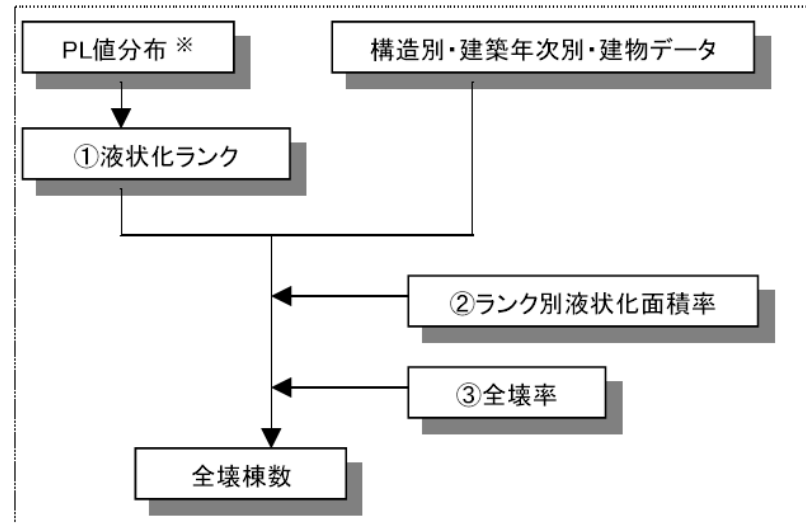 PL値分布 ※
構造別・建築年次別・建物データ
①液状化ランク
②ランク別液状化面積率
③全壊率
全壊棟数